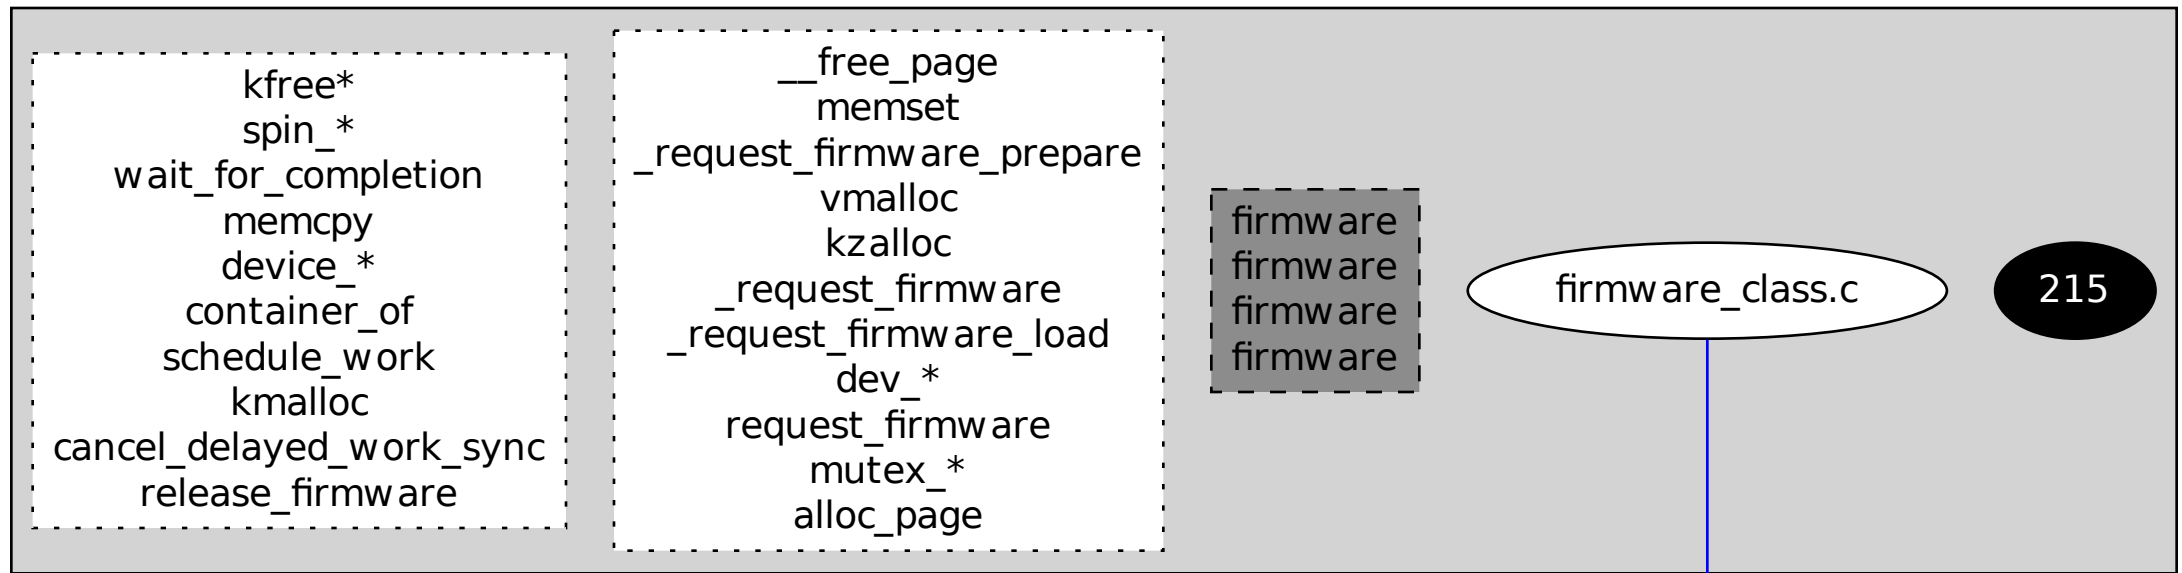 kfree*
spin_*
wait_for_completion
memcpy
device_*
container_of
schedule_work
kmalloc
cancel_delayed_work_sync
release_firmware
__free_page
memset
_request_firmware_prepare
vmalloc
kzalloc
_request_firmware
_request_firmware_load
dev_*
request_firmware
mutex_*
alloc_page
firmware
firmware
firmware
firmware
firmware_class.c
215